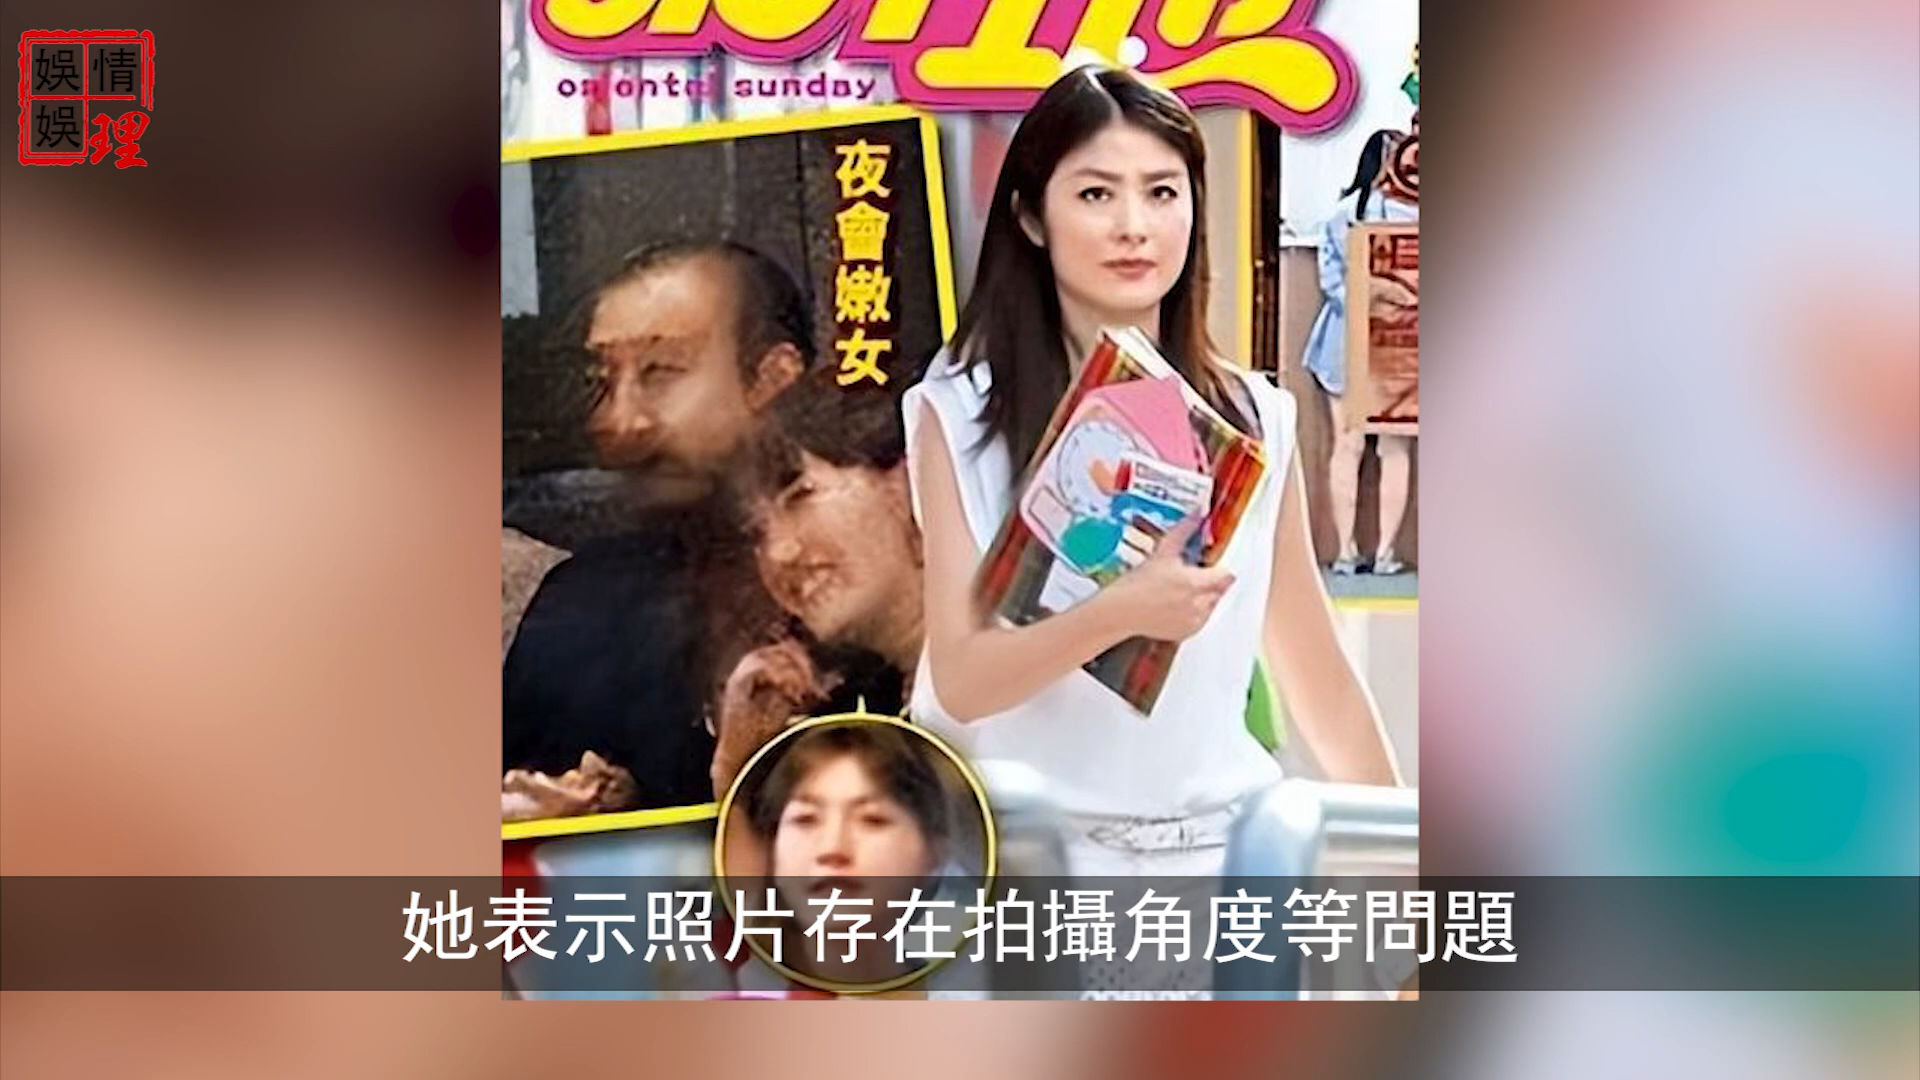 娛情
娛理
oriental sunday
夜會嫩女
她表示照片存在拍攝角度等問題